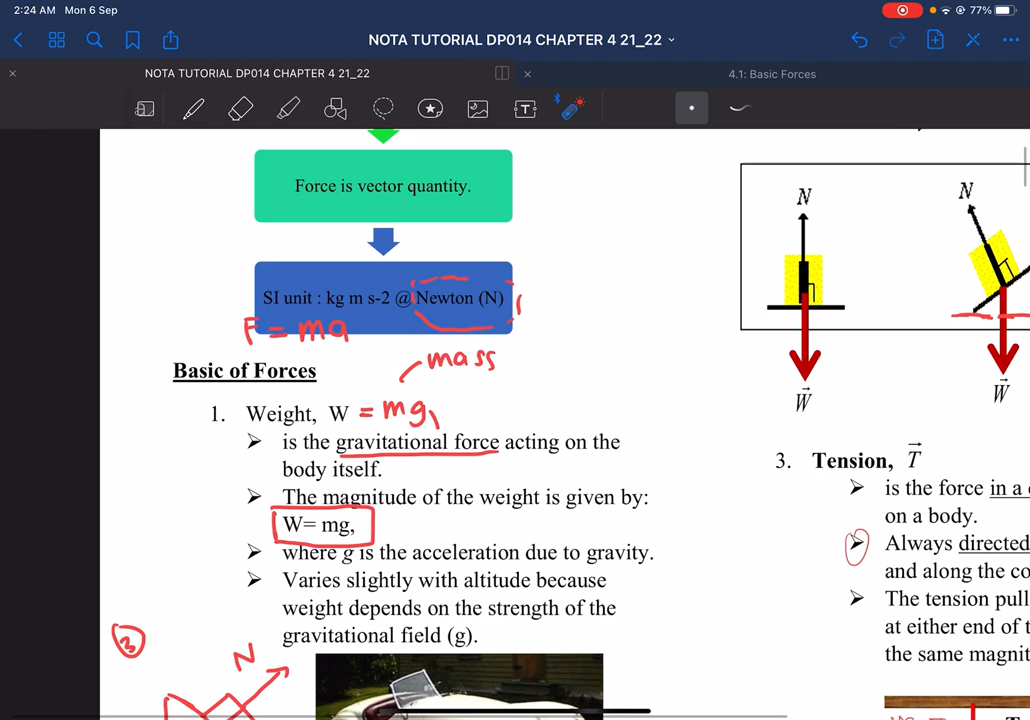 2:24 AM Mon 6 Sep
77%
NOTA TUTORIAL DP014 CHAPTER 4 21_22
NOTA TUTORIAL DP014 CHAPTER 4 21_22
4.1: Basic Forces
Force is vector quantity.
SI unit : kg m s-2 @ Newton (N)
F = ma
mass
Basic of Forces
1. Weight, W = mg
➢ is the gravitational force acting on the
body itself.
➢ The magnitude of the weight is given by:
W= mg,
➢ where g is the acceleration due to gravity.
➢ Varies slightly with altitude because
weight depends on the strength of the
gravitational field (g).
3
N
N
N
W
W
3. Tension, T
➢ is the force in a
on a body.
➢ Always directed
and along the co
➢ The tension pull
at either end of t
the same magnit